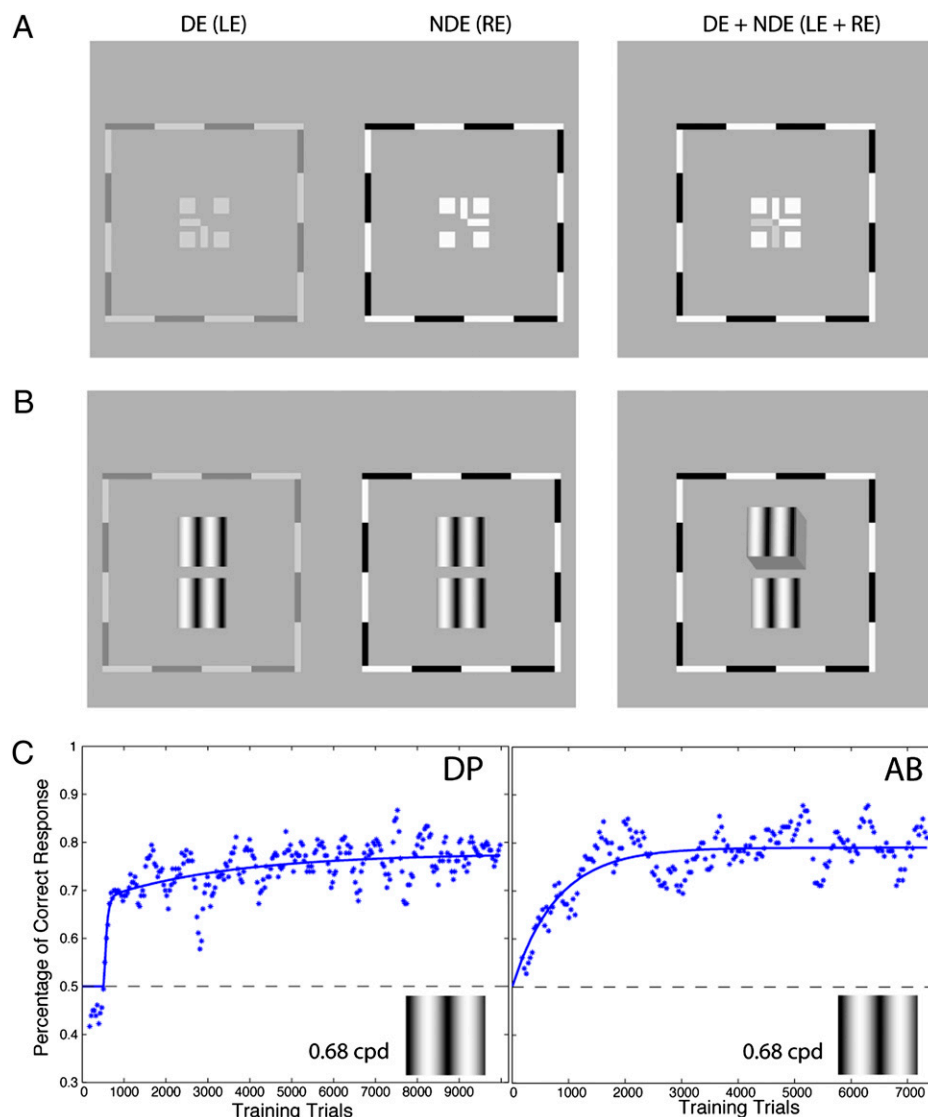 A
DE (LE)
NDE (RE)
DE + NDE (LE + RE)
B
C
Percentage of Correct Response
1
0.9
0.8
0.7
0.6
0.5
0.4
0.3
DP
0.68 cpd
1000 2000 3000 4000 5000 6000 7000 8000 9000
Training Trials
AB
0.68 cpd
0 1000 2000 3000 4000 5000 6000 7000
Training Trials